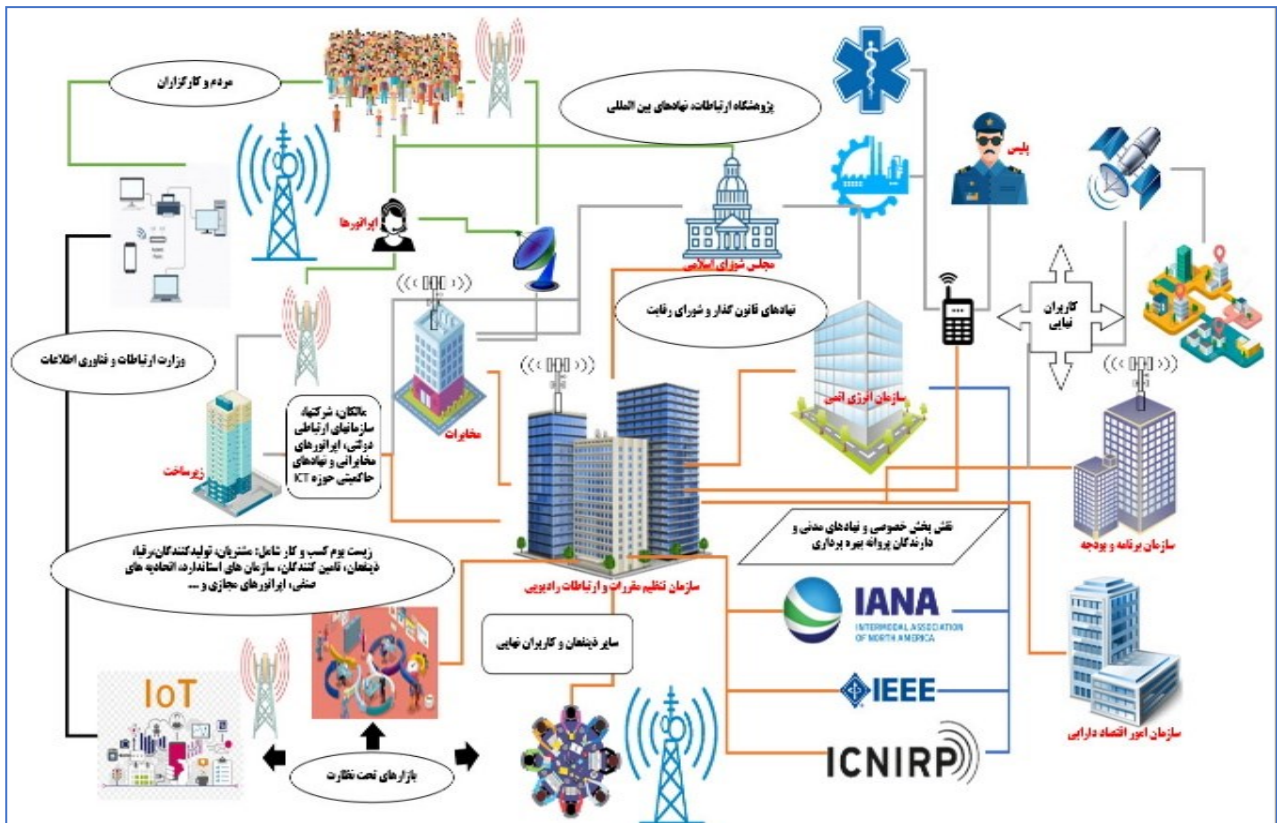 مردم و کارگزاران
پژوهشگاه ارتباطات، نهادهای بین المللی
پلیس
اپراتورها
مجلس شورای اسلامی
کاربران
نهایی
نهادهای قانون گذار و شورای رقابت
وزارت ارتباطات و فناوری اطلاعات
سازمان انرژی اتمی
مالکان، شرکتها،
سازمانهای ارتباطی
دولتی، اپراتورهای
مخابراتی و نهادهای
حاکمیتی حوزه ICT
مخابرات
زیرساخت
نقش بخش خصوصی و نهادهای مدنی و
دارندگان پروانه بهره برداری
سازمان برنامه و بودجه
زیست بوم کسب و کار شامل: مشتریان، تولیدکنندگان،رقبا،
ذینفعان، تامین کنندگان، سازمان های استاندارد، اتحادیه های
صنفی، اپراتورهای مجازی و ...
سازمان تنظیم مقررات و ارتباطات رادیویی
IANA
INTERMODAL ASSOCIATION
OF NORTH AMERICA
سایر ذینفعان و کاربران نهایی
IoT
IEEE
سازمان امور اقتصاد دارایی
ICNIRP
بازارهای تحت نظارت